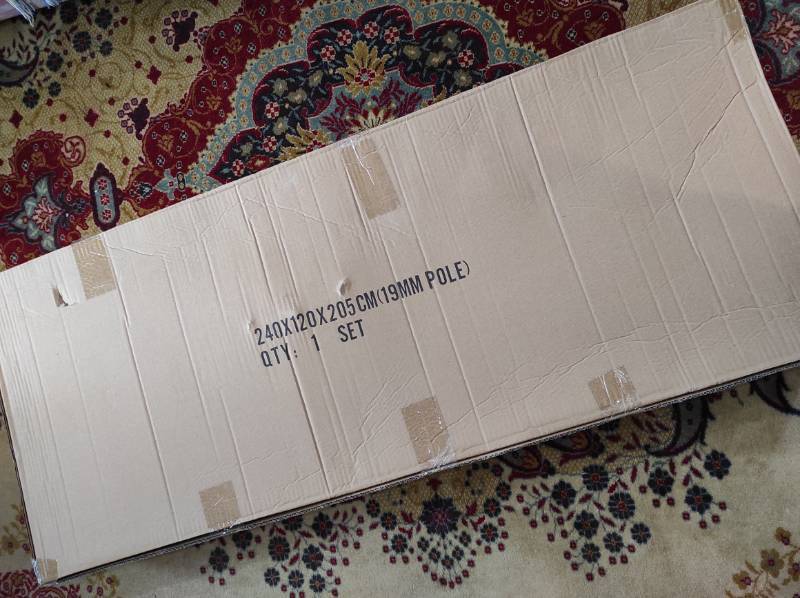 240X120X205CM(19MM POLE)
QTY: 1 SET